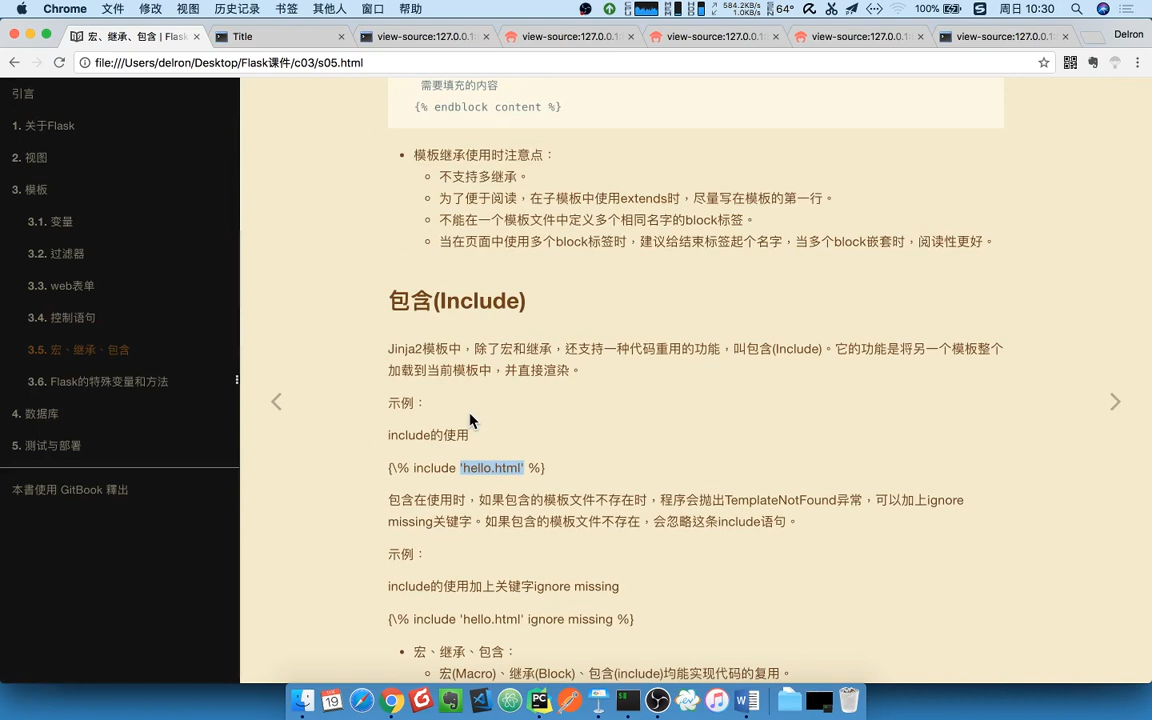 Chrome 文件 修改 视图 历史记录 书签 其他人 窗口 帮助 584.2KB/s 1.0KB/s 64° 100% 周日 10:30
宏、继承、包含 | Flask Title view-source:127.0.0.1 view-source:127.0.0.1 view-source:127.0.0.1 view-source:127.0.0.1 view-source:127.0.0.1 Delron
file:///Users/delron/Desktop/Flask课件/c03/s05.html
引言
1. 关于Flask
2. 视图
3. 模板
3.1. 变量
3.2. 过滤器
3.3. web表单
3.4. 控制语句
3.5. 宏、继承、包含
3.6. Flask的特殊变量和方法
4. 数据库
5. 测试与部署
本書使用 GitBook 釋出
需要填充的内容
{% endblock content %}
模板继承使用时注意点：
不支持多继承。
为了便于阅读，在子模板中使用extends时，尽量写在模板的第一行。
不能在一个模板文件中定义多个相同名字的block标签。
当在页面中使用多个block标签时，建议给结束标签起个名字，当多个block嵌套时，阅读性更好。
包含(Include)
Jinja2模板中，除了宏和继承，还支持一种代码重用的功能，叫包含(Include)。它的功能是将另一个模板整个
加载到当前模板中，并直接渲染。
示例：
include的使用
{\% include 'hello.html' %}
包含在使用时，如果包含的模板文件不存在时，程序会抛出TemplateNotFound异常，可以加上ignore
missing关键字。如果包含的模板文件不存在，会忽略这条include语句。
示例：
include的使用加上关键字ignore missing
{\% include 'hello.html' ignore missing %}
宏、继承、包含：
宏(Macro)、继承(Block)、包含(include)均能实现代码的复用。